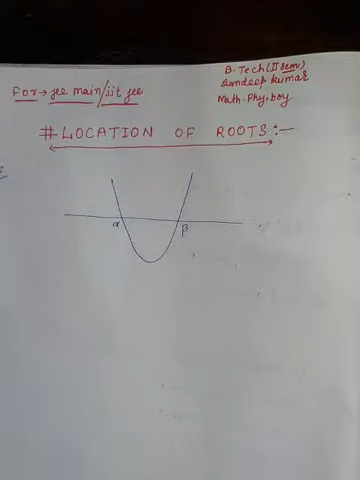 B.Tech(II sem)
Sandeep kumar
For→ jee main/iit jee
Math.Phy.boy
#LOCATION OF ROOTS:-
α
β